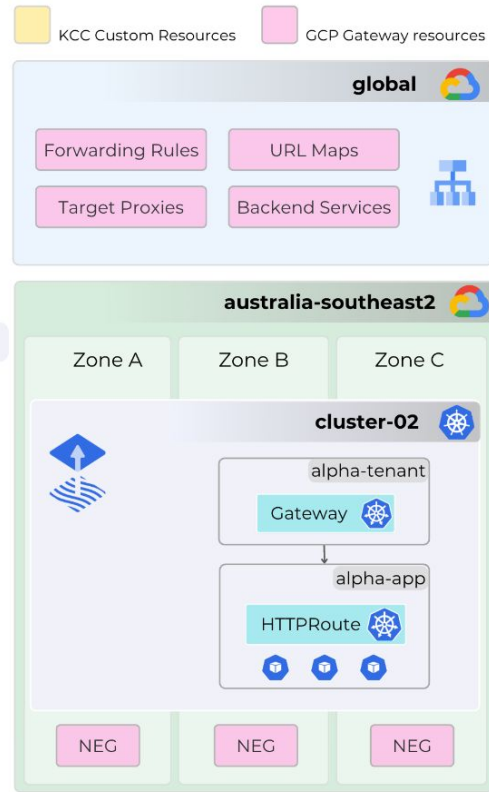 KCC Custom Resources
GCP Gateway resources
global
Forwarding Rules
URL Maps
Target Proxies
Backend Services
australia-southeast2
Zone A
Zone B
Zone C
cluster-02
alpha-tenant
Gateway
alpha-app
HTTPRoute
NEG
NEG
NEG